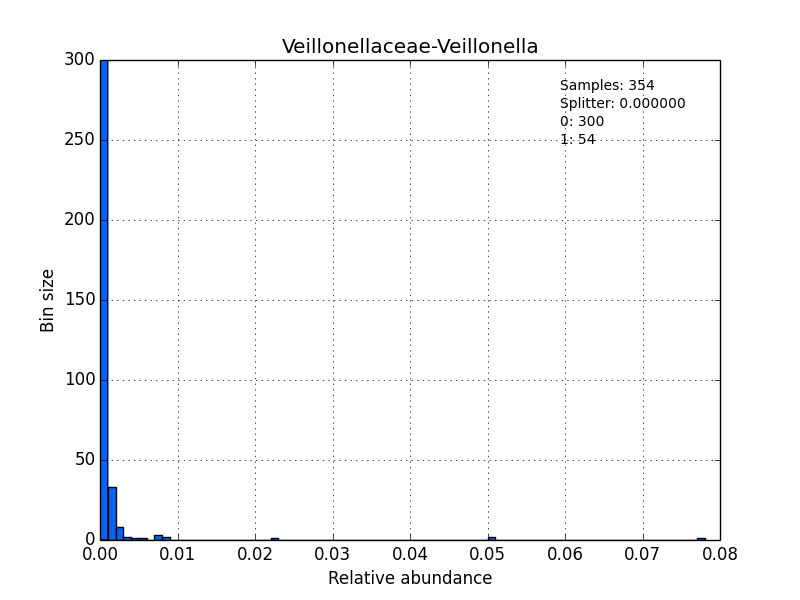 Veillonellaceae-Veillonella
Samples: 354
Splitter: 0.000000
0: 300
1: 54
300
250
200
150
100
50
0
Bin size
0.00 0.01 0.02 0.03 0.04 0.05 0.06 0.07 0.08
Relative abundance